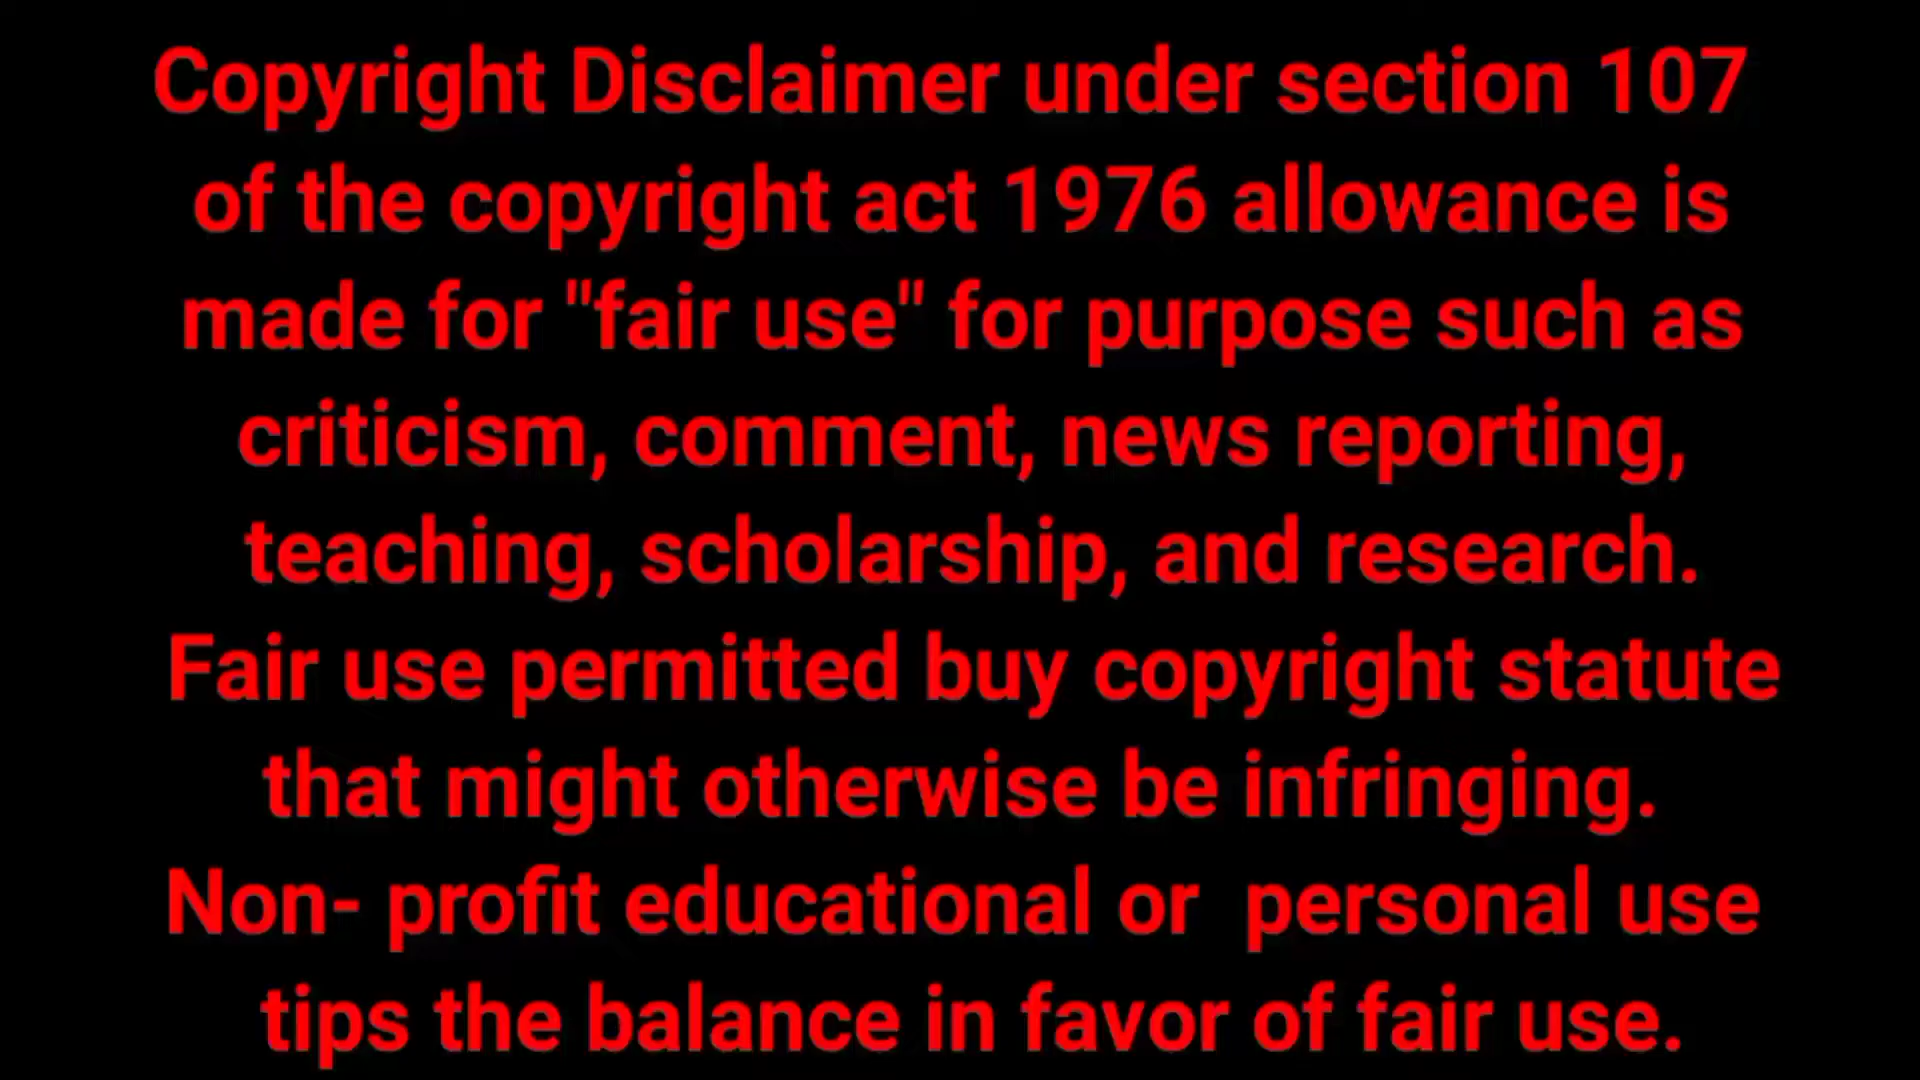 Copyright Disclaimer under section 107
of the copyright act 1976 allowance is
made for "fair use" for purpose such as
criticism, comment, news reporting,
teaching, scholarship, and research.
Fair use permitted buy copyright statute
that might otherwise be infringing.
Non- profit educational or  personal use
tips the balance in favor of fair use.